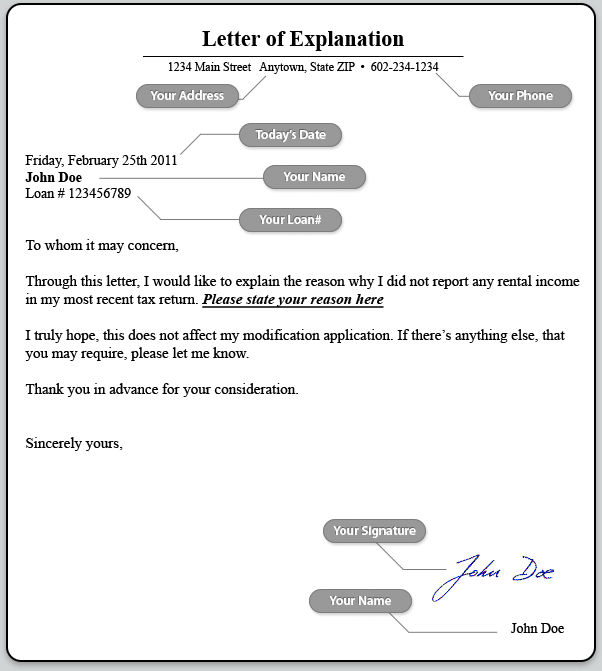 Letter of Explanation
1234 Main Street Anytown, State ZIP • 602-234-1234
Your Address
Your Phone
Today's Date
Friday, February 25th 2011
John Doe
Your Name
Loan # 123456789
Your Loan#
To whom it may concern,
Through this letter, I would like to explain the reason why I did not report any rental income
in my most recent tax return. Please state your reason here
I truly hope, this does not affect my modification application. If there's anything else, that
you may require, please let me know.
Thank you in advance for your consideration.
Sincerely yours,
Your Signature
John Doe
Your Name
John Doe